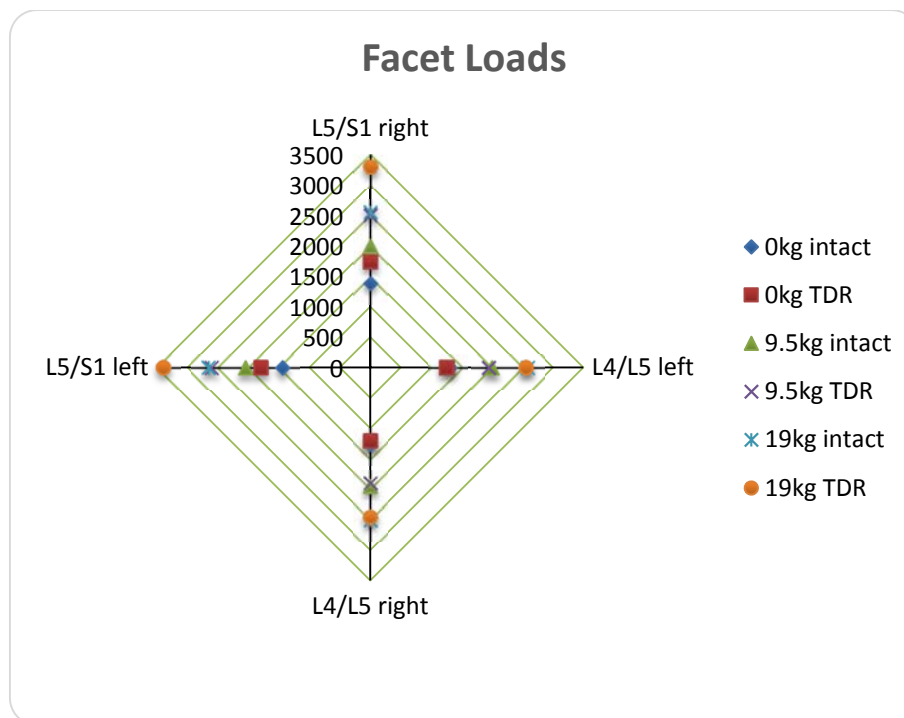 Facet Loads
L5/S1 right
3500
3000
2500
2000
1500
1000
500
0
L5/S1 left
L4/L5 left
L4/L5 right
0kg intact
0kg TDR
9.5kg intact
9.5kg TDR
19kg intact
19kg TDR